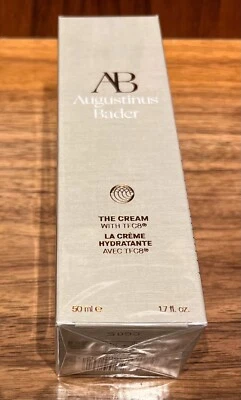 AB
Augustinus
Bader
THE CREAM
WITH TFC8®
LA CRÈME
HYDRATANTE
AVEC TFC8®
50 ml ℮ 1.7 fl. oz.